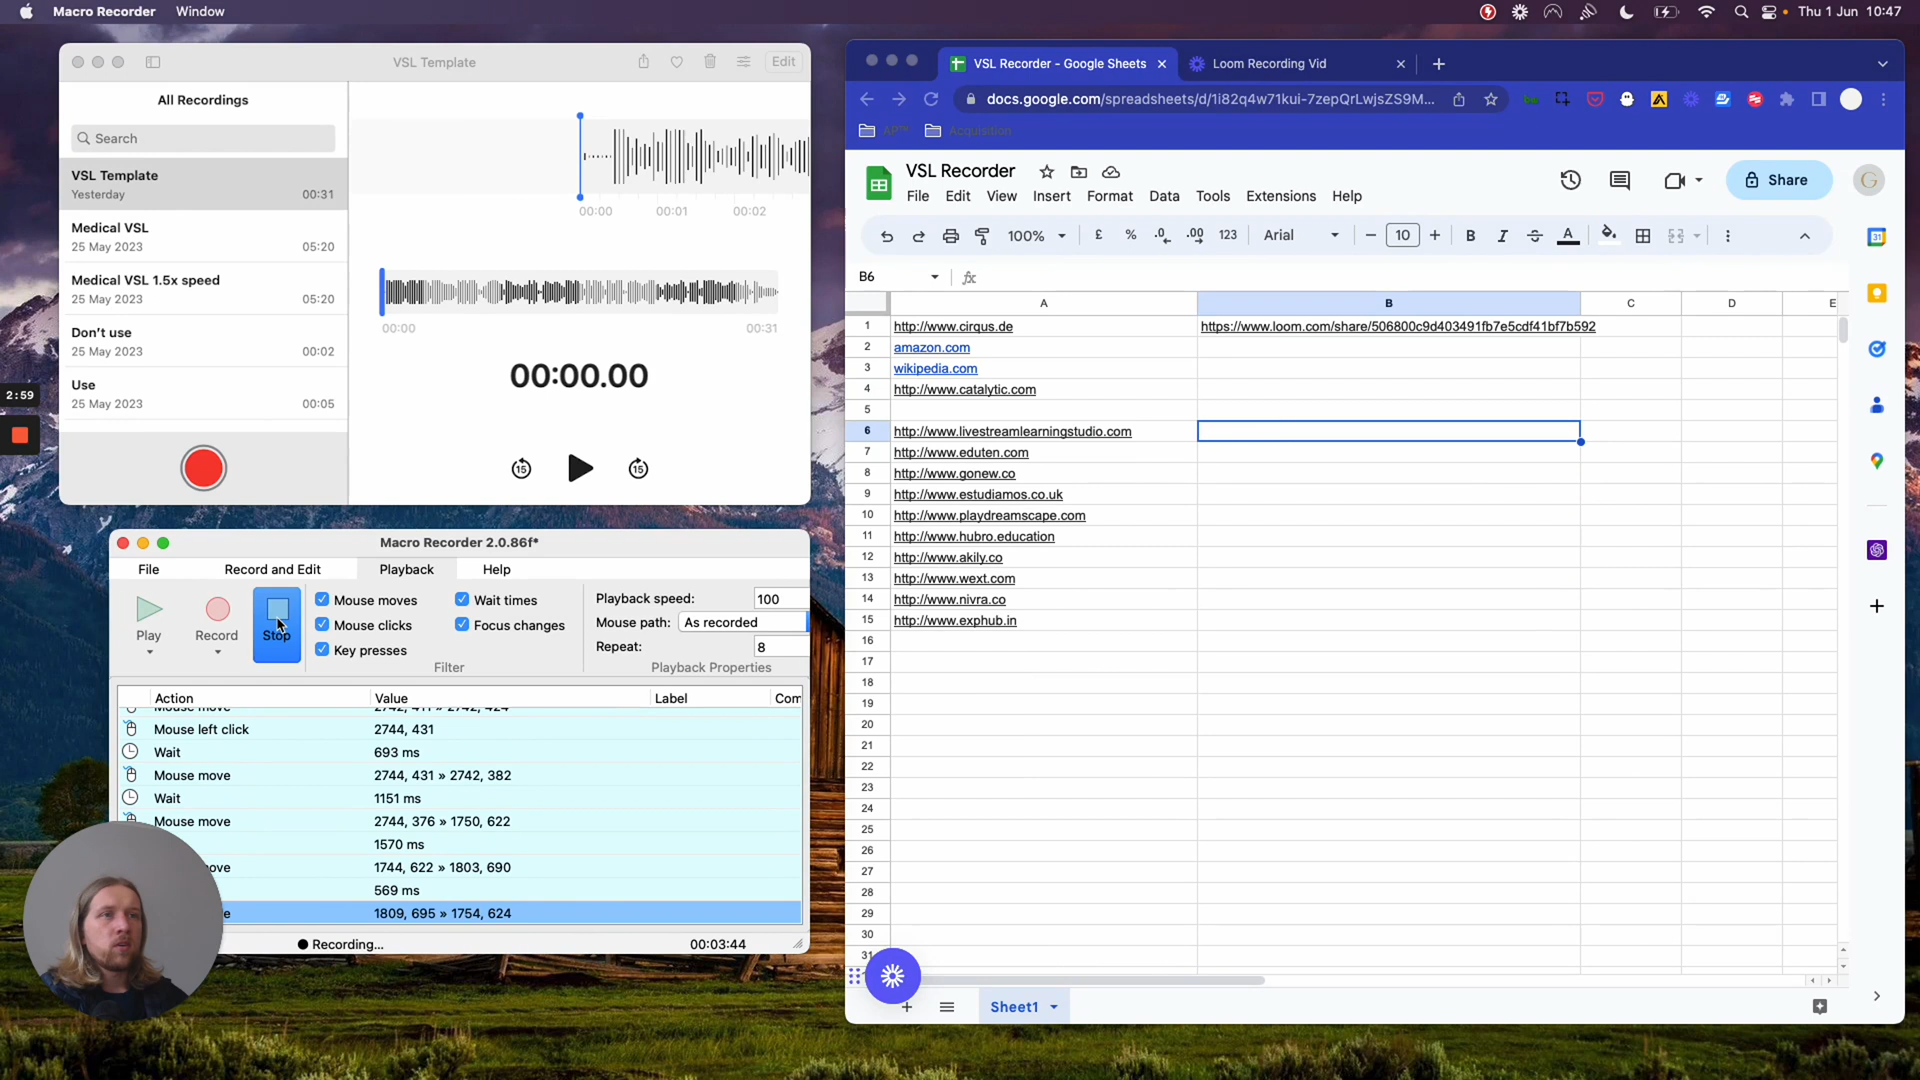 Macro Recorder Window
Thu 1 Jun 10:47
VSL Template
Edit
All Recordings
Search
VSL Template
Yesterday 00:31
Medical VSL
25 May 2023 05:20
Medical VSL 1.5x speed
25 May 2023 05:20
Don't use
25 May 2023 00:02
Use
25 May 2023 00:05
00:00 00:01 00:02
00:00 00:31
00:00.00
15 15
2:59
Macro Recorder 2.0.86f*
File Record and Edit Playback Help
Play Record Stop
Mouse moves
Mouse clicks
Key presses
Wait times
Focus changes
Filter
Playback speed: 100
Mouse path: As recorded
Repeat: 8
Playback Properties
Action Value Label Com
Mouse move 2742, 411 » 2742, 424
Mouse left click 2744, 431
Wait 693 ms
Mouse move 2744, 431 » 2742, 382
Wait 1151 ms
Mouse move 2744, 376 » 1750, 622
1570 ms
ove 1744, 622 » 1803, 690
569 ms
e 1809, 695 » 1754, 624
Recording... 00:03:44
VSL Recorder - Google Sheets
Loom Recording Vid
docs.google.com/spreadsheets/d/1i82q4w71kui-7zepQrLwjsZS9M...
AP™ Acquisition
VSL Recorder
File Edit View Insert Format Data Tools Extensions Help
Share
G
100% £ % .0 .00 123 Arial 10 B I A
31
B6 fx
A B C D E
1 http://www.cirqus.de https://www.loom.com/share/506800c9d403491fb7e5cdf41bf7b592
2 amazon.com
3 wikipedia.com
4 http://www.catalytic.com
5
6 http://www.livestreamlearningstudio.com
7 http://www.eduten.com
8 http://www.gonew.co
9 http://www.estudiamos.co.uk
10 http://www.playdreamscape.com
11 http://www.hubro.education
12 http://www.akily.co
13 http://www.wext.com
14 http://www.nivra.co
15 http://www.exphub.in
16
17
18
19
20
21
22
23
24
25
26
27
28
29
30
31
Sheet1